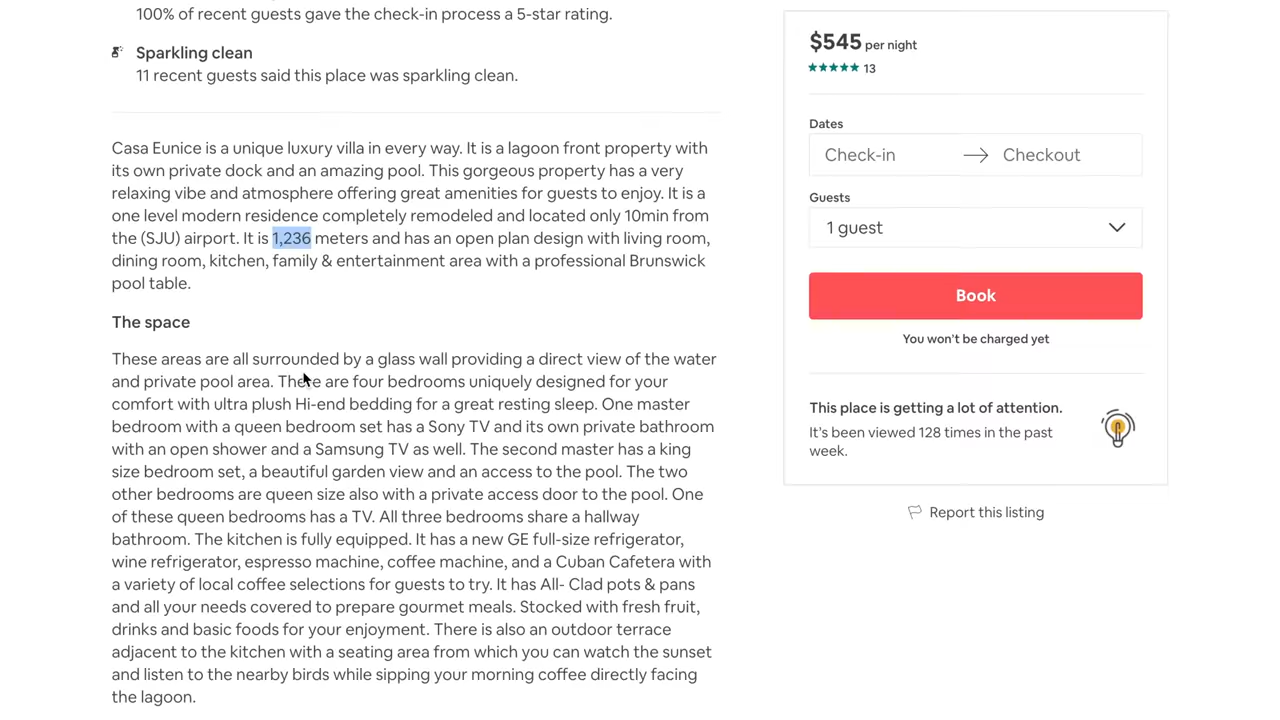 100% of recent guests gave the check-in process a 5-star rating.
Sparkling clean
11 recent guests said this place was sparkling clean.
Casa Eunice is a unique luxury villa in every way. It is a lagoon front property with
its own private dock and an amazing pool. This gorgeous property has a very
relaxing vibe and atmosphere offering great amenities for guests to enjoy. It is a
one level modern residence completely remodeled and located only 10min from
the (SJU) airport. It is 1,236 meters and has an open plan design with living room,
dining room, kitchen, family & entertainment area with a professional Brunswick
pool table.
The space
These areas are all surrounded by a glass wall providing a direct view of the water
and private pool area. There are four bedrooms uniquely designed for your
comfort with ultra plush Hi-end bedding for a great resting sleep. One master
bedroom with a queen bedroom set has a Sony TV and its own private bathroom
with an open shower and a Samsung TV as well. The second master has a king
size bedroom set, a beautiful garden view and an access to the pool. The two
other bedrooms are queen size also with a private access door to the pool. One
of these queen bedrooms has a TV. All three bedrooms share a hallway
bathroom. The kitchen is fully equipped. It has a new GE full-size refrigerator,
wine refrigerator, espresso machine, coffee machine, and a Cuban Cafetera with
a variety of local coffee selections for guests to try. It has All- Clad pots & pans
and all your needs covered to prepare gourmet meals. Stocked with fresh fruit,
drinks and basic foods for your enjoyment. There is also an outdoor terrace
adjacent to the kitchen with a seating area from which you can watch the sunset
and listen to the nearby birds while sipping your morning coffee directly facing
the lagoon.
$545 per night
13
Dates
Check-in
Checkout
Guests
1 guest
Book
You won't be charged yet
This place is getting a lot of attention.
It's been viewed 128 times in the past
week.
Report this listing